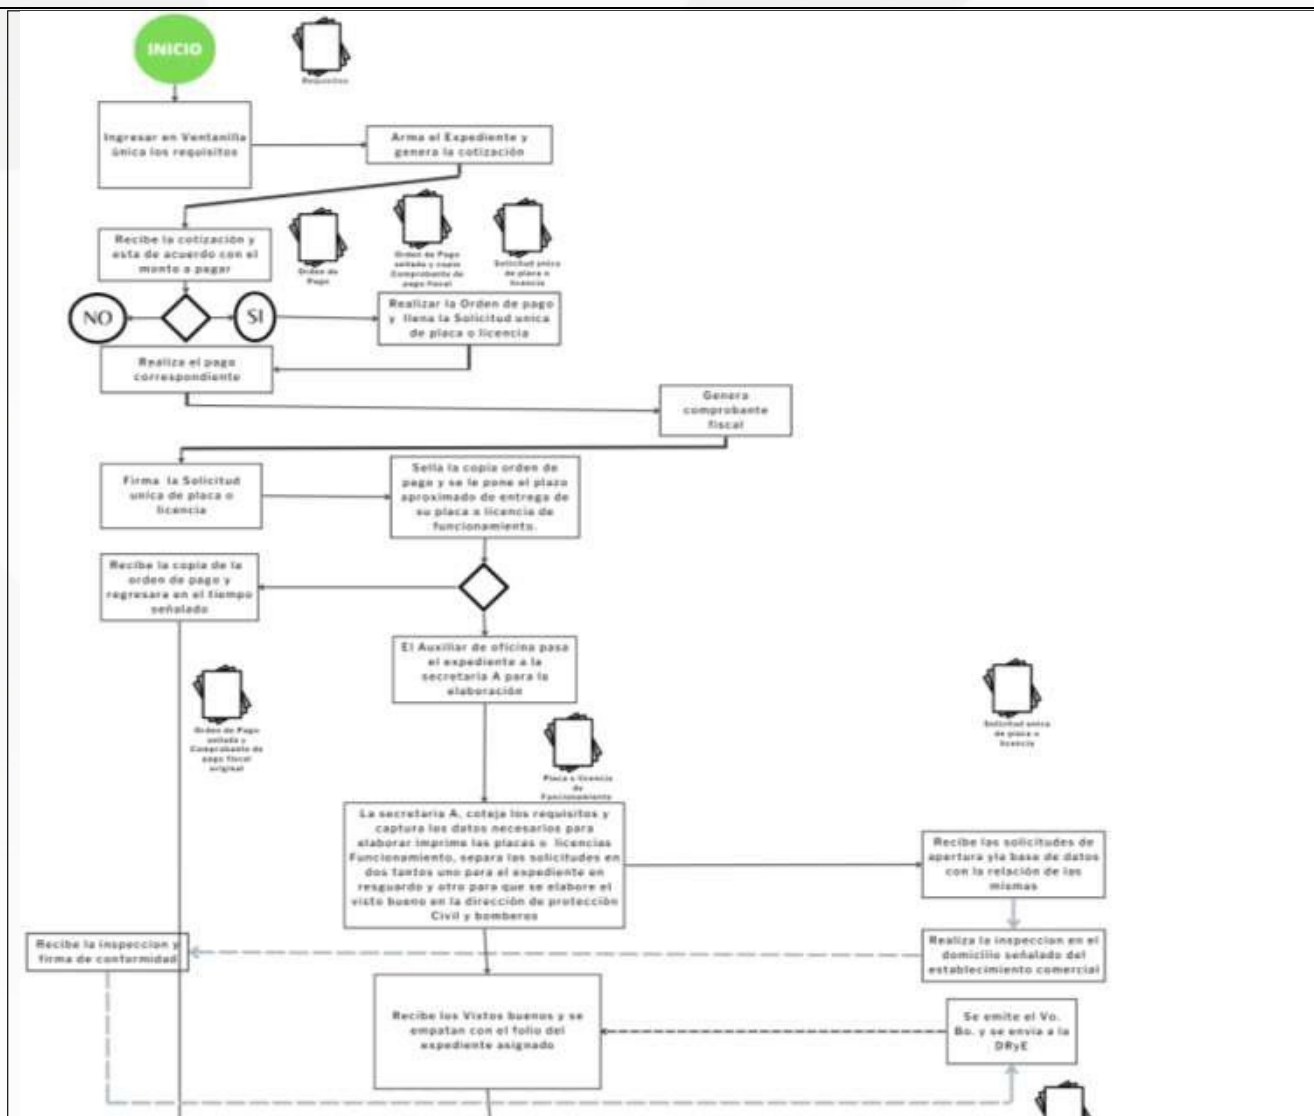 INICIO
Requisitos
Ingresar en Ventanilla
única los requisitos
Arma el Expediente y
genera la cotización
Recibe la cotización y
esta de acuerdo con el
monto a pagar
Orden de
Pago
Orden de Pago
sellada y copia
Comprobante de
pago fiscal
Solicitud unica
de placa o
licencia
NO
SI
Realizar la Orden de pago
y llena la Solicitud unica
de placa o licencia
Realiza el pago
correspondiente
Genera
comprobante
fiscal
Firma la Solicitud
unica de placa o
licencia
Sella la copia orden de
pago y se le pone el plazo
aproximado de entrega de
su placa o licencia de
funcionamiento.
Recibe la copia de la
orden de pago y
regresara en el tiempo
señalado
El Auxiliar de oficina pasa
el expediente a la
secretaria A para la
elaboración
Orden de Pago
sellada y
Comprobante de
pago fiscal
original
Solicitud unica
de placa o
licencia
Placa o licencia
de
Funcionamiento
La secretaria A, coteja los requisitos y
captura los datos necesarios para
elaborar imprime las placas o licencias
Funcionamiento, separa las solicitudes en
dos tantos uno para el expediente en
resguardo y otro para que se elabore el
visto bueno en la dirección de protección
Civil y bomberos
Recibe las solicitudes de
apertura yla base de datos
con la relación de las
mismas
Recibe la inspeccion y
firma de conformidad
Realiza la inspeccion en el
domicilio señalado del
establecimiento comercial
Recibe los Vistos buenos y se
empatan con el folio del
expediente asignado
Se emite el Vo.
Bo. y se envia a la
DRyE